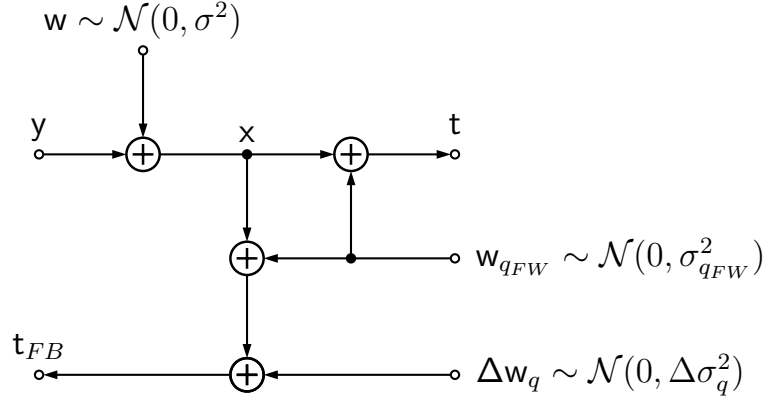 w ∼ 𝒩(0, σ²)
y
x
t
w_{q_{FW}} ∼ 𝒩(0, σ²_{q_{FW}})
t_{FB}
Δw_q ∼ 𝒩(0, Δσ²_q)